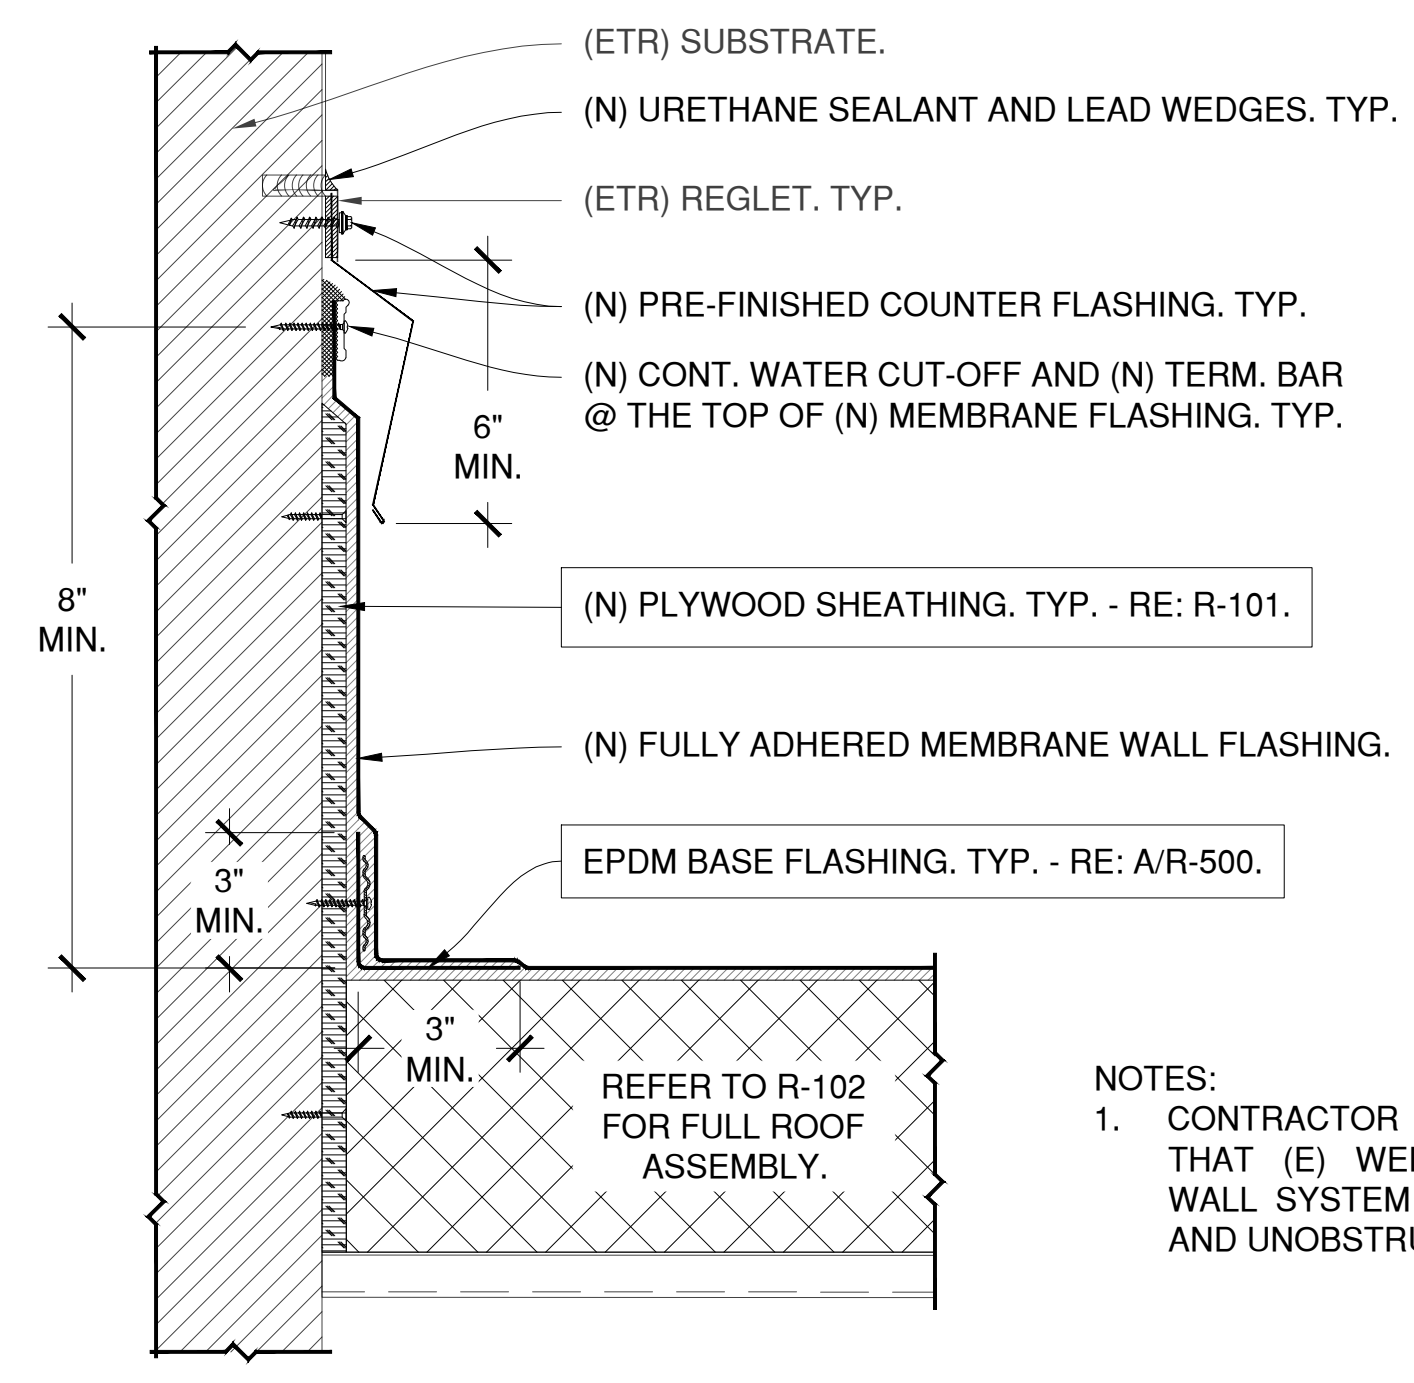 (ETR) SUBSTRATE.
(N) URETHANE SEALANT AND LEAD WEDGES. TYP.
(ETR) REGLET. TYP.
(N) PRE-FINISHED COUNTER FLASHING. TYP.
(N) CONT. WATER CUT-OFF AND (N) TERM. BAR
@ THE TOP OF (N) MEMBRANE FLASHING. TYP.
6"
MIN.
8"
MIN.
(N) PLYWOOD SHEATHING. TYP. - RE: R-101.
(N) FULLY ADHERED MEMBRANE WALL FLASHING.
EPDM BASE FLASHING. TYP. - RE: A/R-500.
3"
MIN.
3"
MIN.
REFER TO R-102
FOR FULL ROOF
ASSEMBLY.
NOTES:
1. CONTRACTOR
THAT (E)
WALL SYSTEM
AND